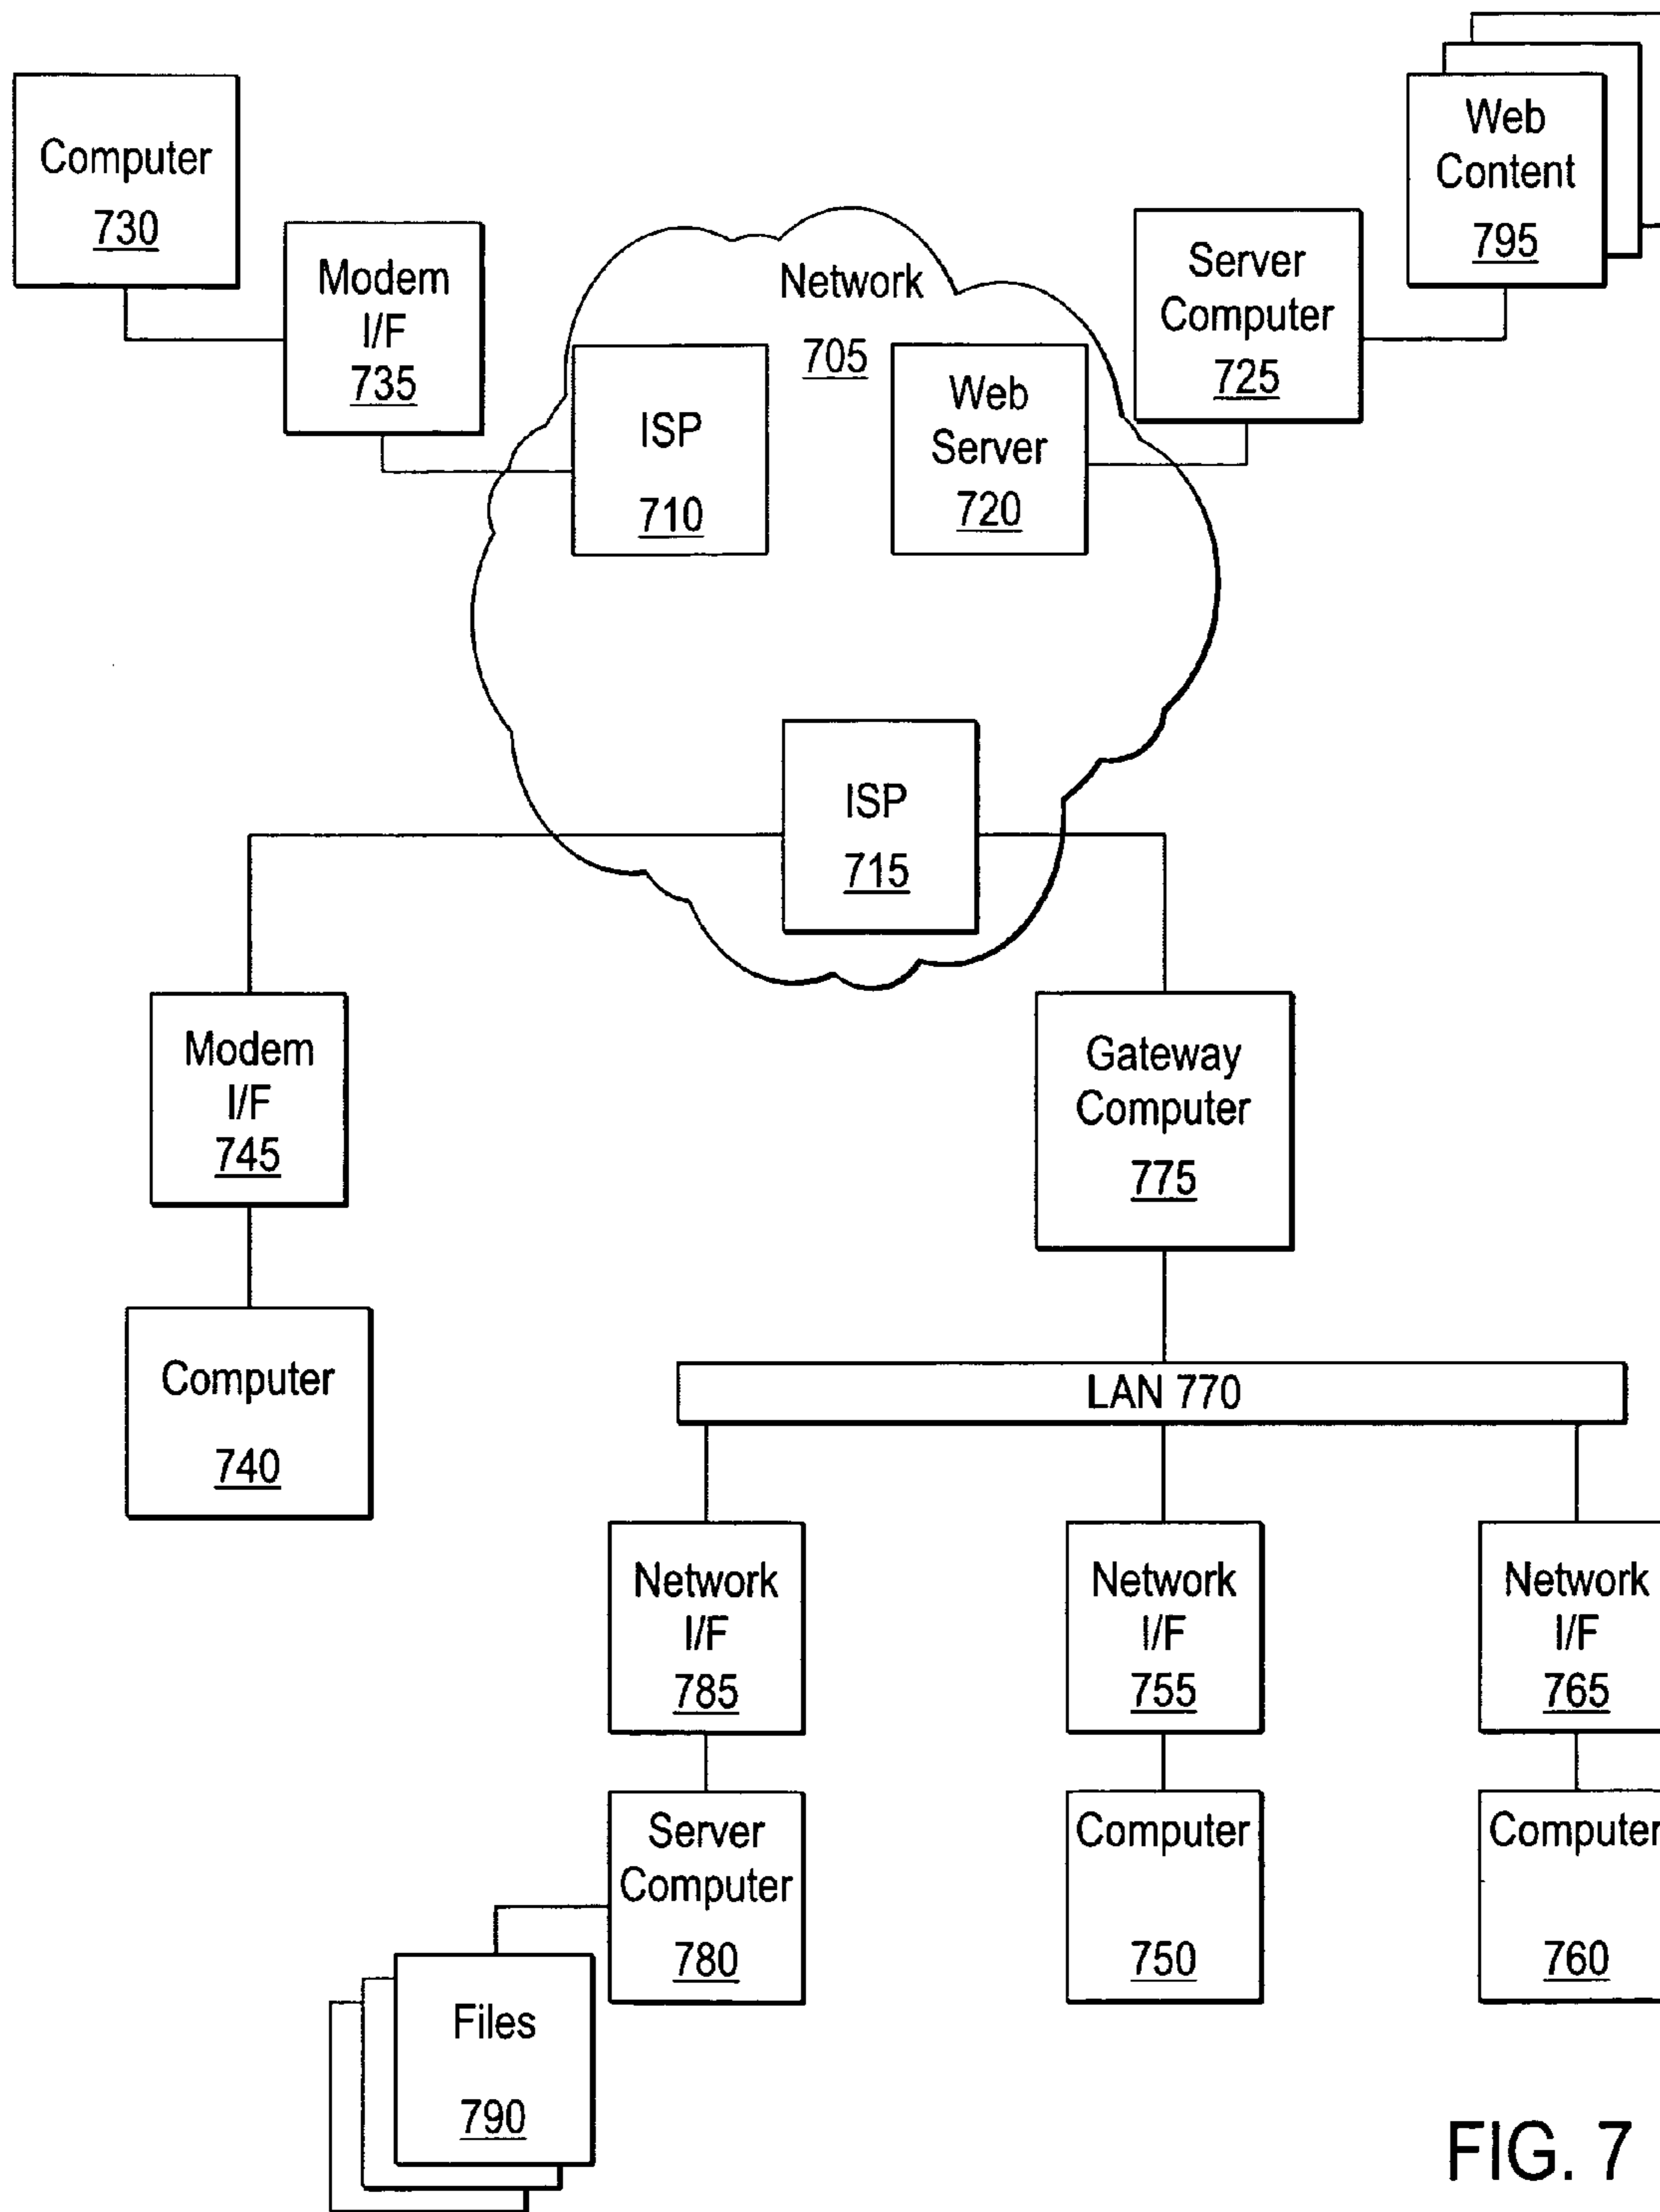 Computer
730
Modem
I/F
735
Network
705
ISP
710
Web
Server
720
Server
Computer
725
Web
Content
795
ISP
715
Modem
I/F
745
Computer
740
Gateway
Computer
775
LAN 770
Network
I/F
785
Network
I/F
755
Network
I/F
765
Server
Computer
780
Computer
750
Computer
760
Files
790
FIG. 7